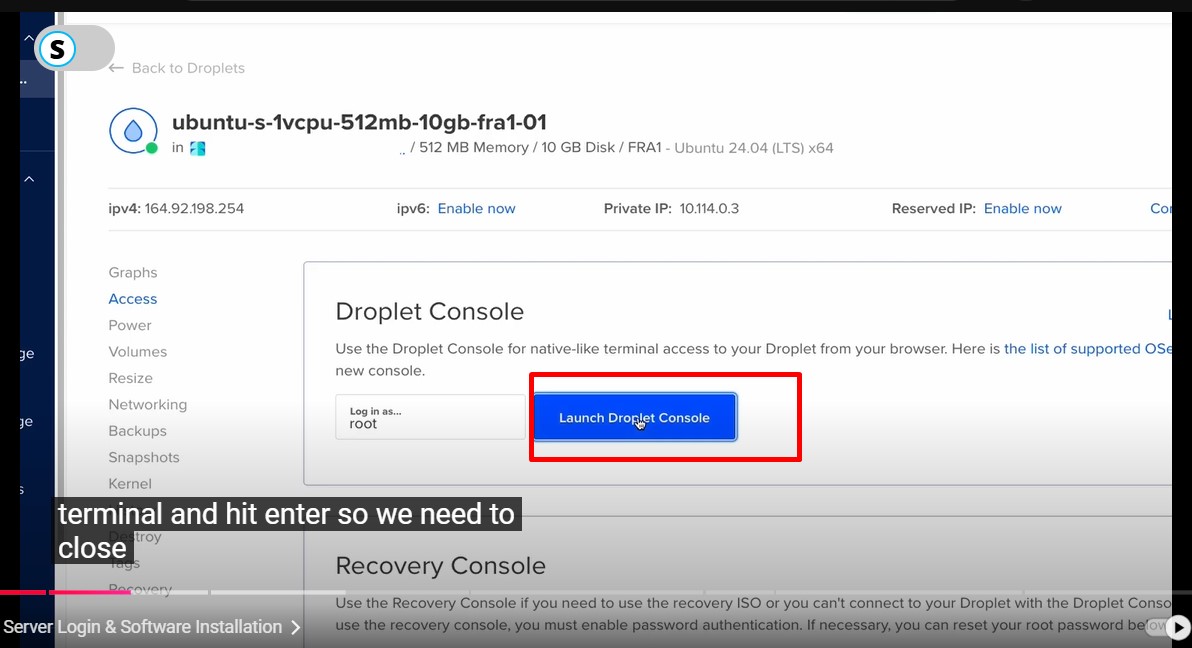 S
Back to Droplets
ubuntu-s-1vcpu-512mb-10gb-fra1-01
in .. / 512 MB Memory / 10 GB Disk / FRA1 - Ubuntu 24.04 (LTS) x64
ipv4: 164.92.198.254 ipv6: Enable now Private IP: 10.114.0.3 Reserved IP: Enable now
Graphs
Access
Power
Volumes
Resize
Networking
Backups
Snapshots
Kernel
Destroy
Tags
Recovery
Droplet Console
Use the Droplet Console for native-like terminal access to your Droplet from your browser. Here is the list of supported OSe
new console.
Log in as...
root
Launch Droplet Console
terminal and hit enter so we need to
close
Recovery Console
Use the Recovery Console if you need to use the recovery ISO or you can't connect to your Droplet with the Droplet Conso
use the recovery console, you must enable password authentication. If necessary, you can reset your root password below
Server Login & Software Installation